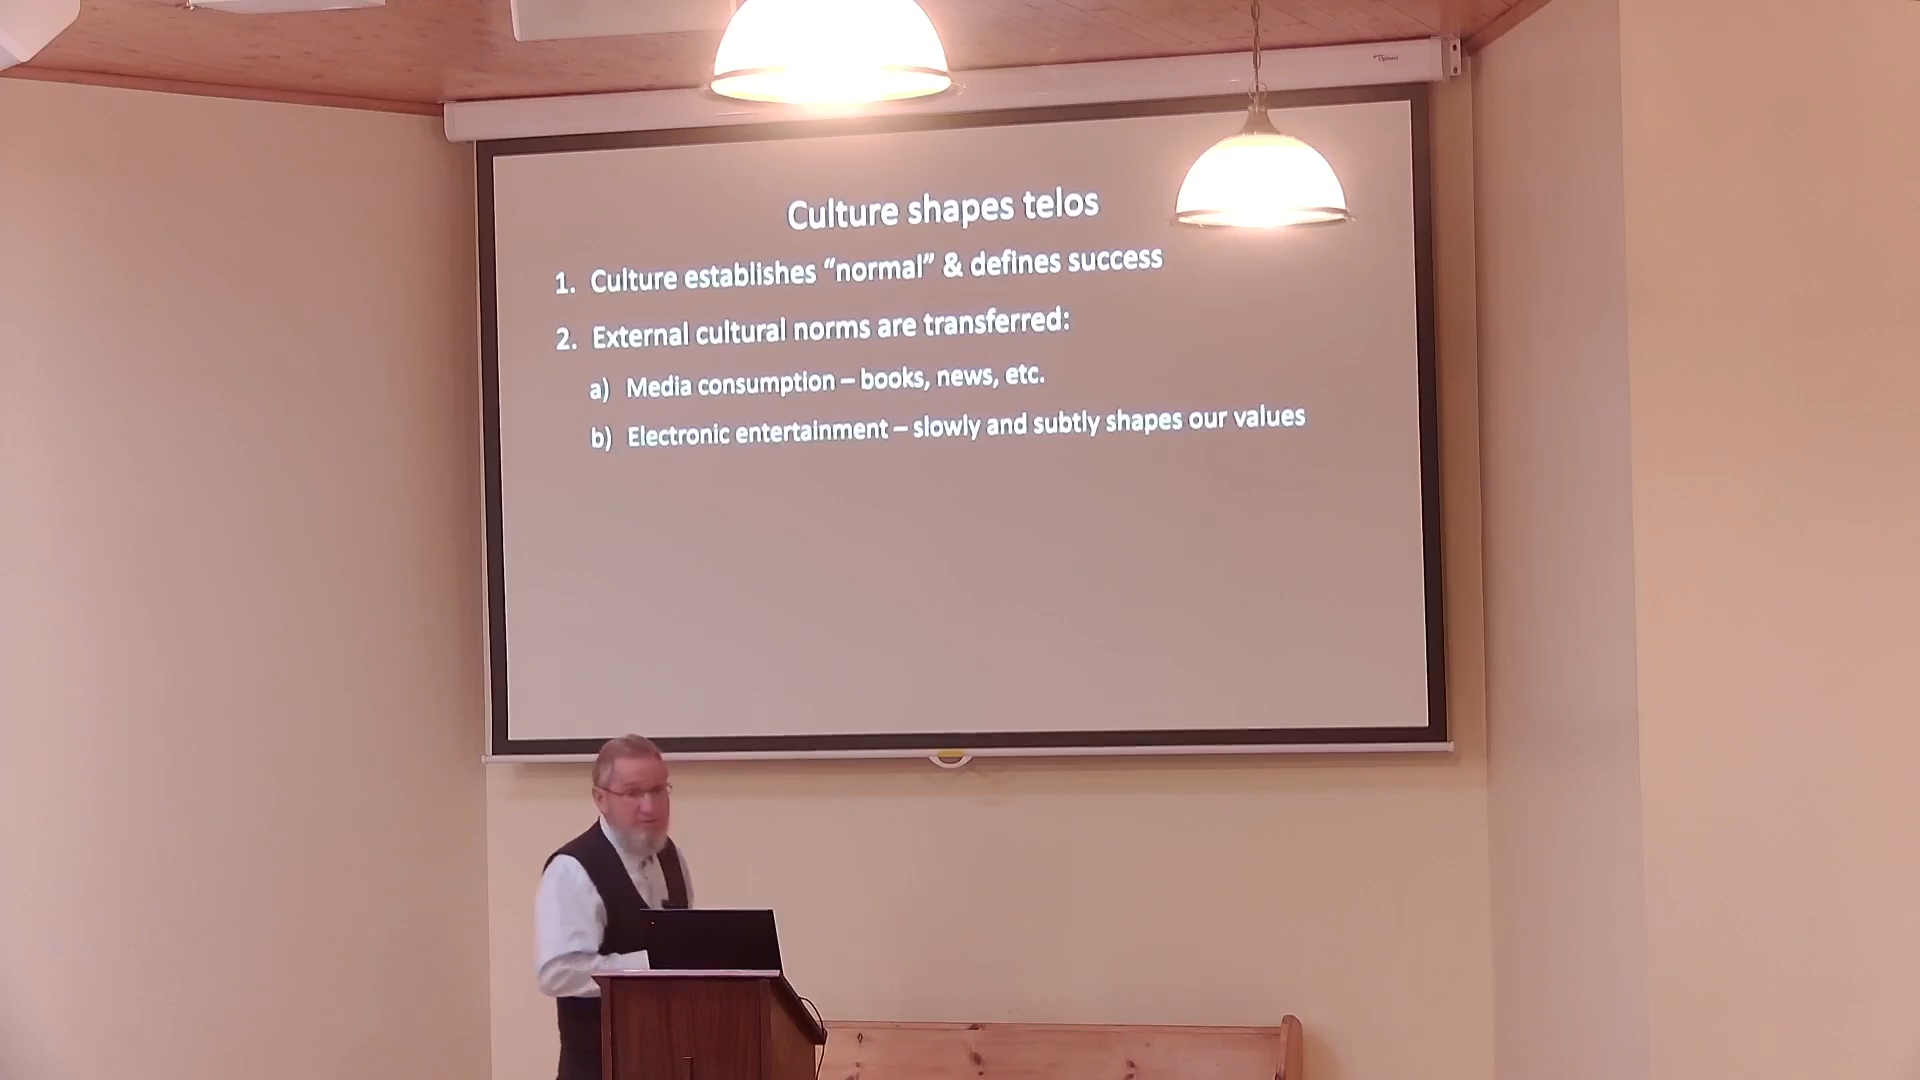 Optoma
Culture shapes telos
1. Culture establishes “normal” & defines success
2. External cultural norms are transferred:
a) Media consumption – books, news, etc.
b) Electronic entertainment – slowly and subtly shapes our values